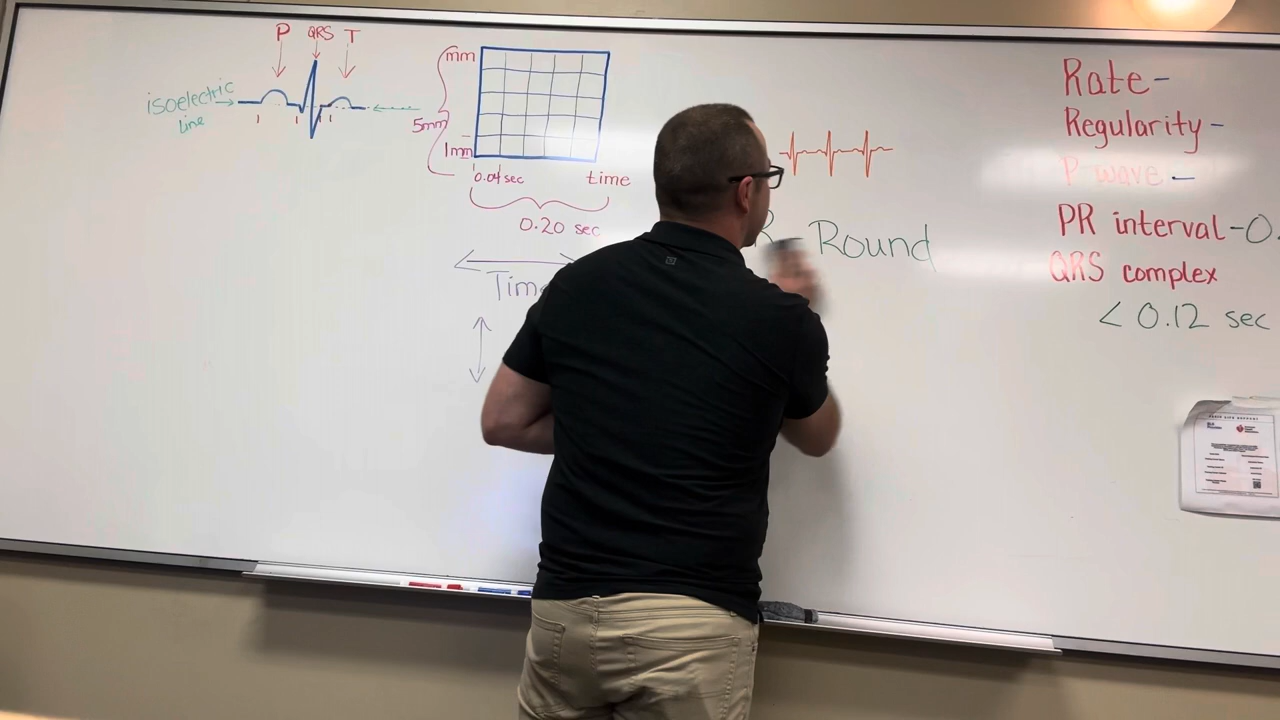 P QRS T
isoelectric
line
mm
5mm
1mm
0.04 sec time
0.20 sec
Time
R - Round
Rate-
Regularity-
P wave-
PR interval-0.
QRS complex
< 0.12 sec